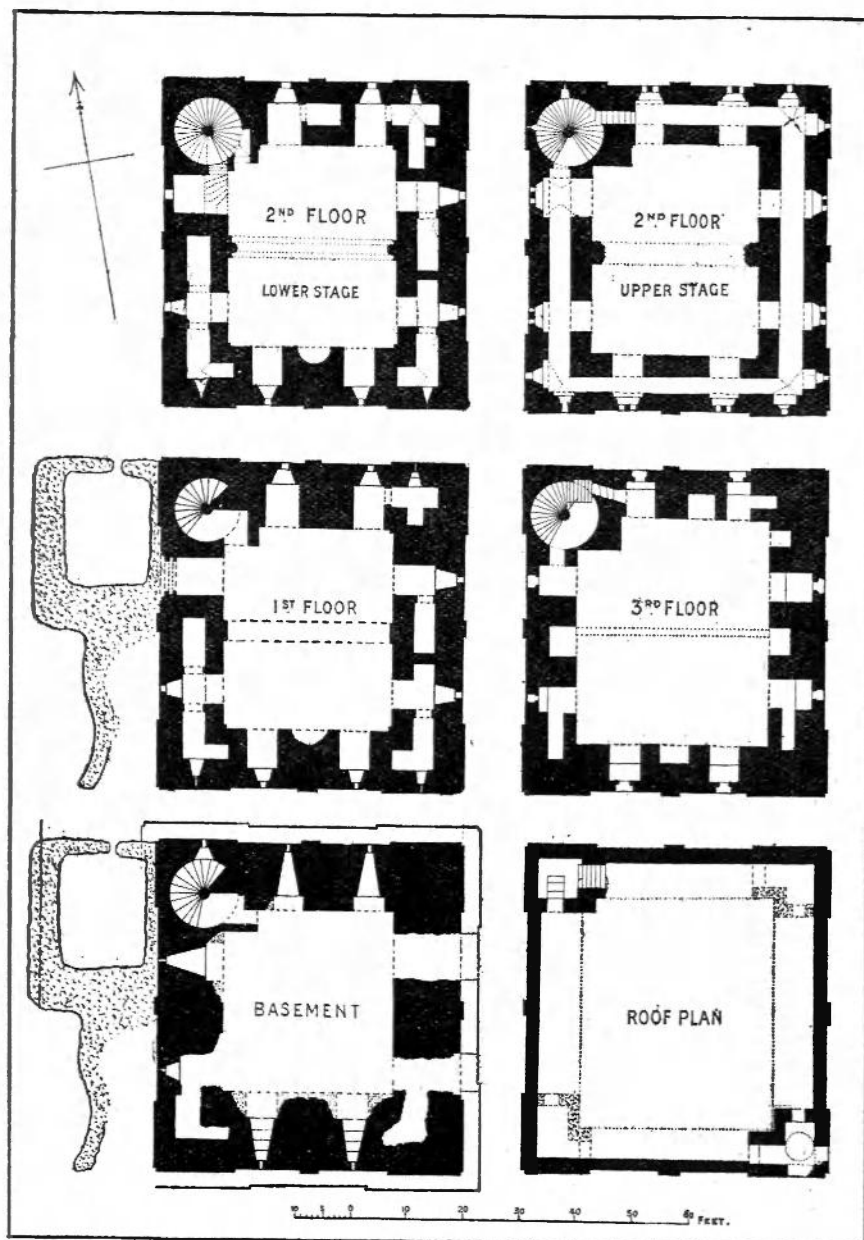 2ND FLOOR
LOWER STAGE
2ND FLOOR
UPPER STAGE
1ST FLOOR
3RD FLOOR
BASEMENT
ROOF PLAN
10 5 0 10 20 30 40 50 60 FEET.